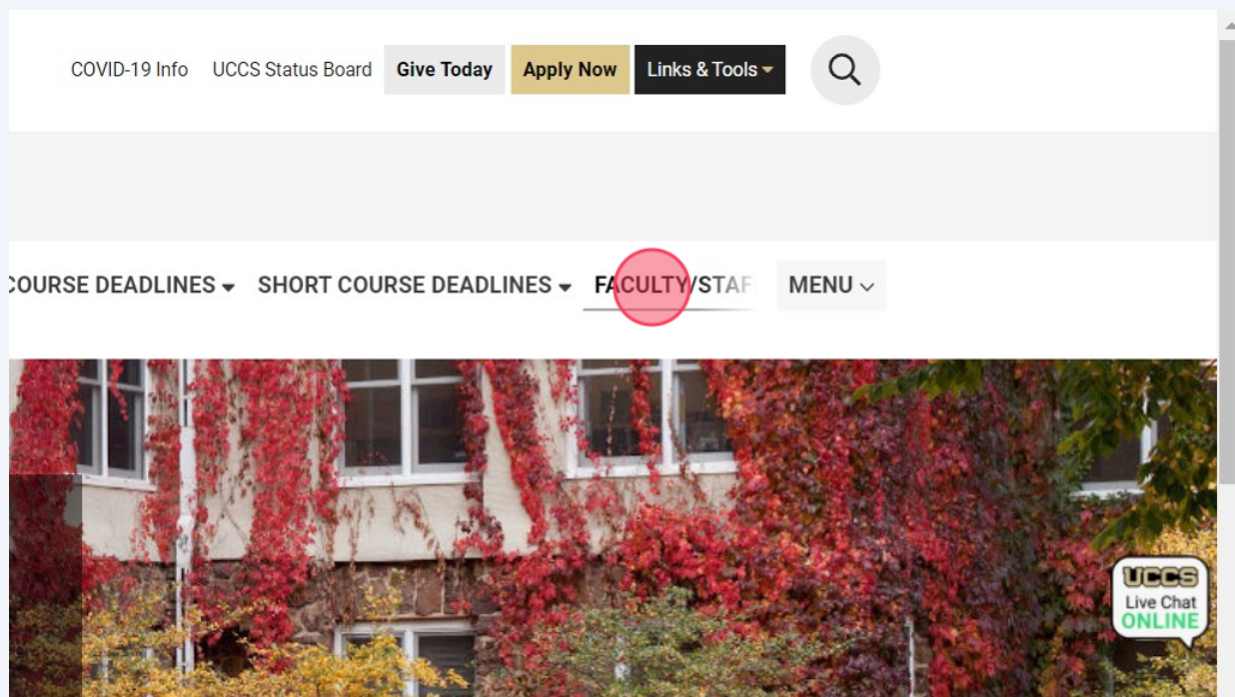 COVID-19 Info UCCS Status Board Give Today Apply Now Links & Tools
COURSE DEADLINES SHORT COURSE DEADLINES FACULTY/STAF MENU
UCCS
Live Chat
ONLINE